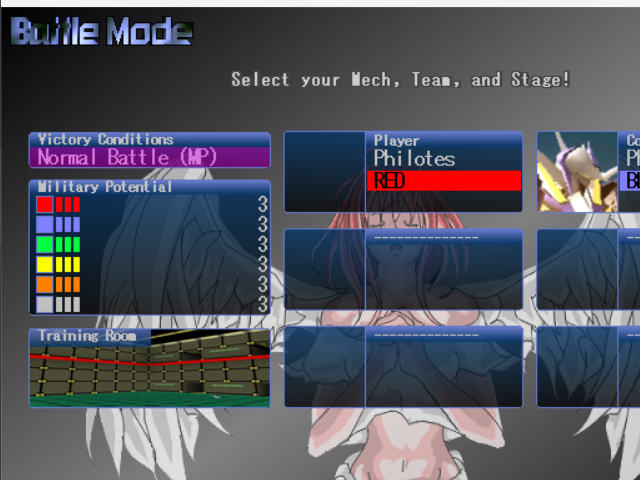 Battle Mode
Select your Mech, Team, and Stage!
Victory Conditions
Normal Battle (MP)
Military Potential
3
3
3
3
3
3
Training Room
Player
Philotes
RED
--------------
--------------